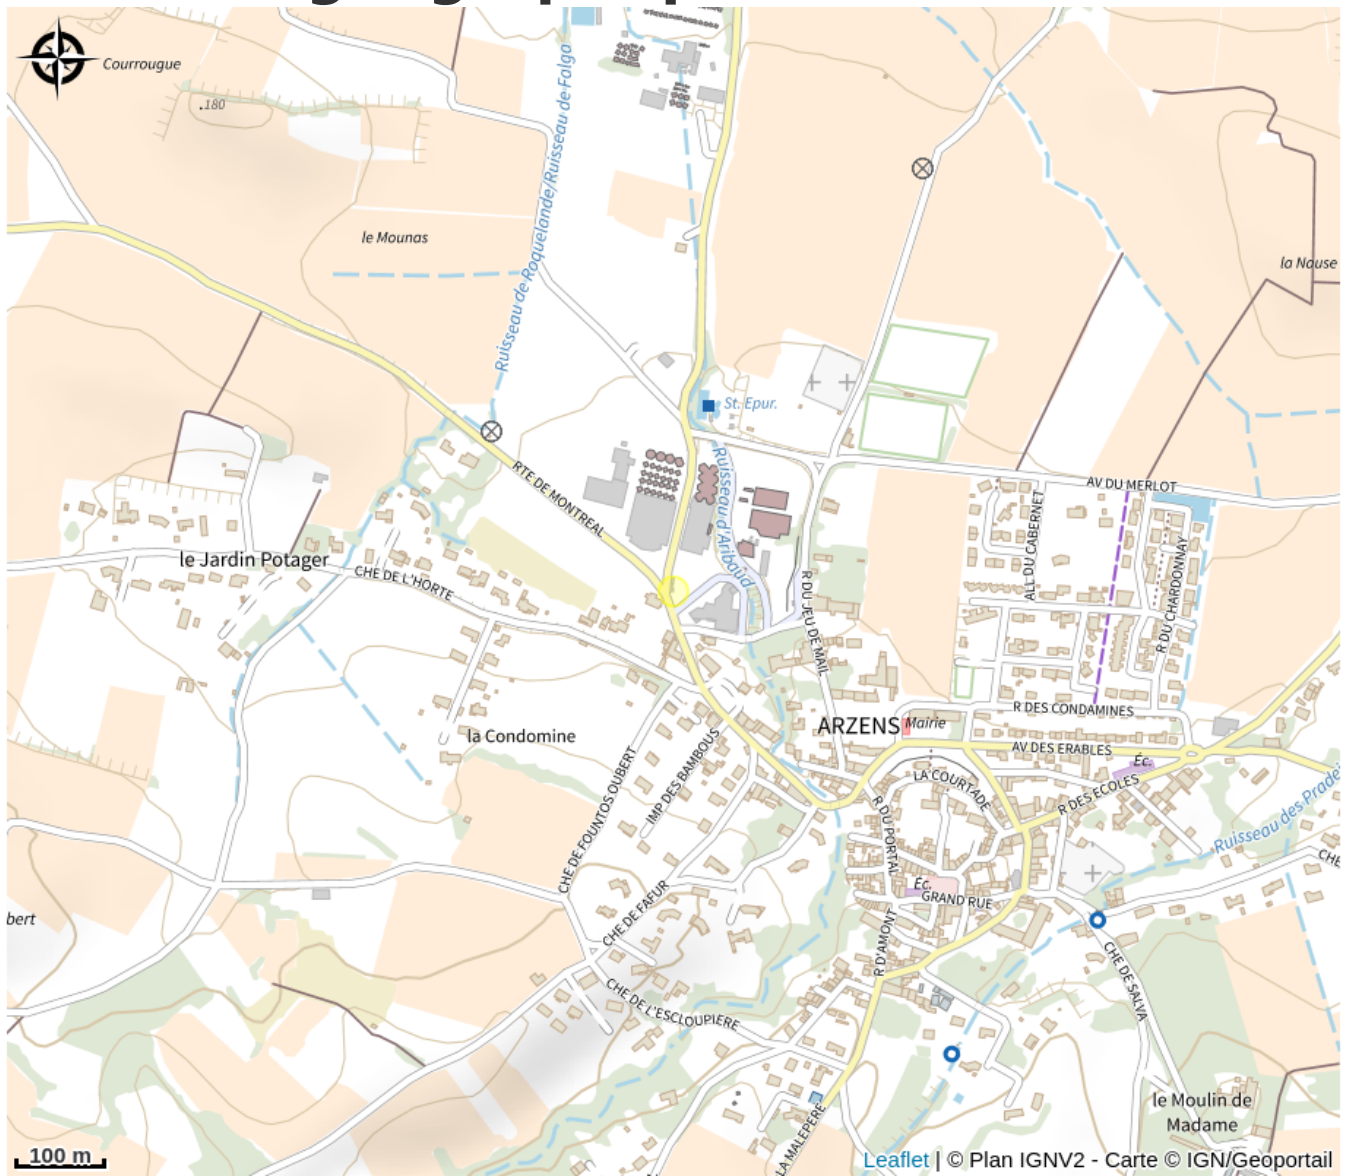 Courrougue
.180
Ruisseau de Roquelande/Ruisseau de Falga
le Mounas
la Nause
St. Epur.
RTE DE MONTREAL
Ruisseau d'Aribaud
AV DU MERLOT
ALL DU CABERNET
R DU CHARDONNAY
le Jardin Potager
CHE DE L'HORTE
R DU JEU DE MAIL
R DES CONDAMINES
ARZENS
Mairie
la Condomine
AV DES ERABLES
Éc.
LA COURTADE
R DES ECOLES
IMP DES BAMBOUS
CHE DE FOUNTOS OUBERT
R DU PORTAL
Ruisseau des Pradei
CHE
Éc.
GRAND RUE
CHE DE FAFUR
bert
R D'AMONT
CHE DE SALVA
CHE DE L'ESCLOUPIERE
le Moulin de
Madame
LA MALEPERE
100 m
Leaflet | © Plan IGNV2 - Carte © IGN/Geoportail